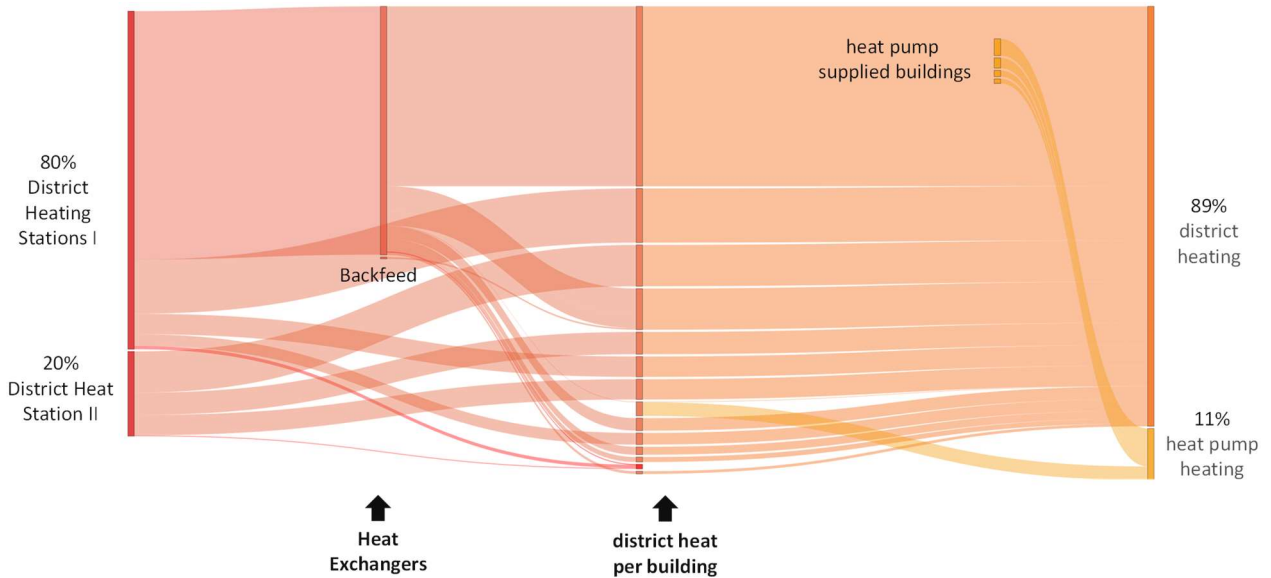 80%
District
Heating
Stations I
20%
District Heat
Station II
Backfeed
Heat
Exchangers
district heat
per building
heat pump
supplied buildings
89%
district
heating
11%
heat pump
heating